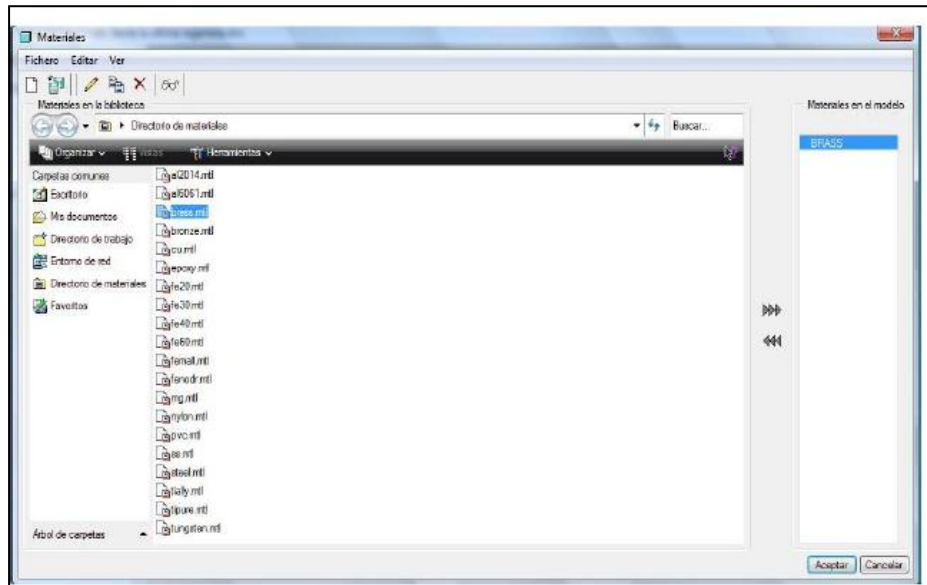 Materiales
Fichero Editar Ver
Materiales en la biblioteca
Materiales en el modelo
Directorio de materiales
Buscar...
BRASS
Organizar Vistas Herramientas
Carpetas comunes
Escritorio
Mis documentos
Directorio de trabajo
Entorno de red
Directorio de materiales
Favoritos
al2014.mtl
al6061.mtl
brass.mtl
bronze.mtl
cu.mtl
epoxy.mtl
fe20.mtl
fe30.mtl
fe40.mtl
fe60.mtl
femall.mtl
fenodr.mtl
mg.mtl
nylon.mtl
pvc.mtl
ss.mtl
steel.mtl
tially.mtl
tipure.mtl
tungsten.mtl
Árbol de carpetas
Aceptar Cancelar